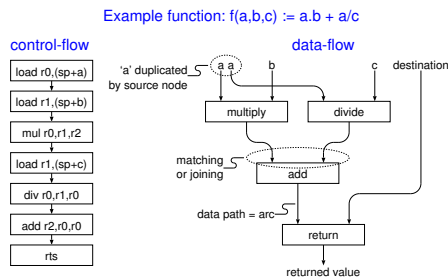 Example function: f(a,b,c) := a.b + a/c
control-flow
load r0,(sp+a)
load r1,(sp+b)
mul r0,r1,r2
load r1,(sp+c)
div r0,r1,r0
add r2,r0,r0
rts
data-flow
'a' duplicated
by source node
a a
b
c
destination
multiply
divide
matching
or joining
add
data path = arc
return
returned value